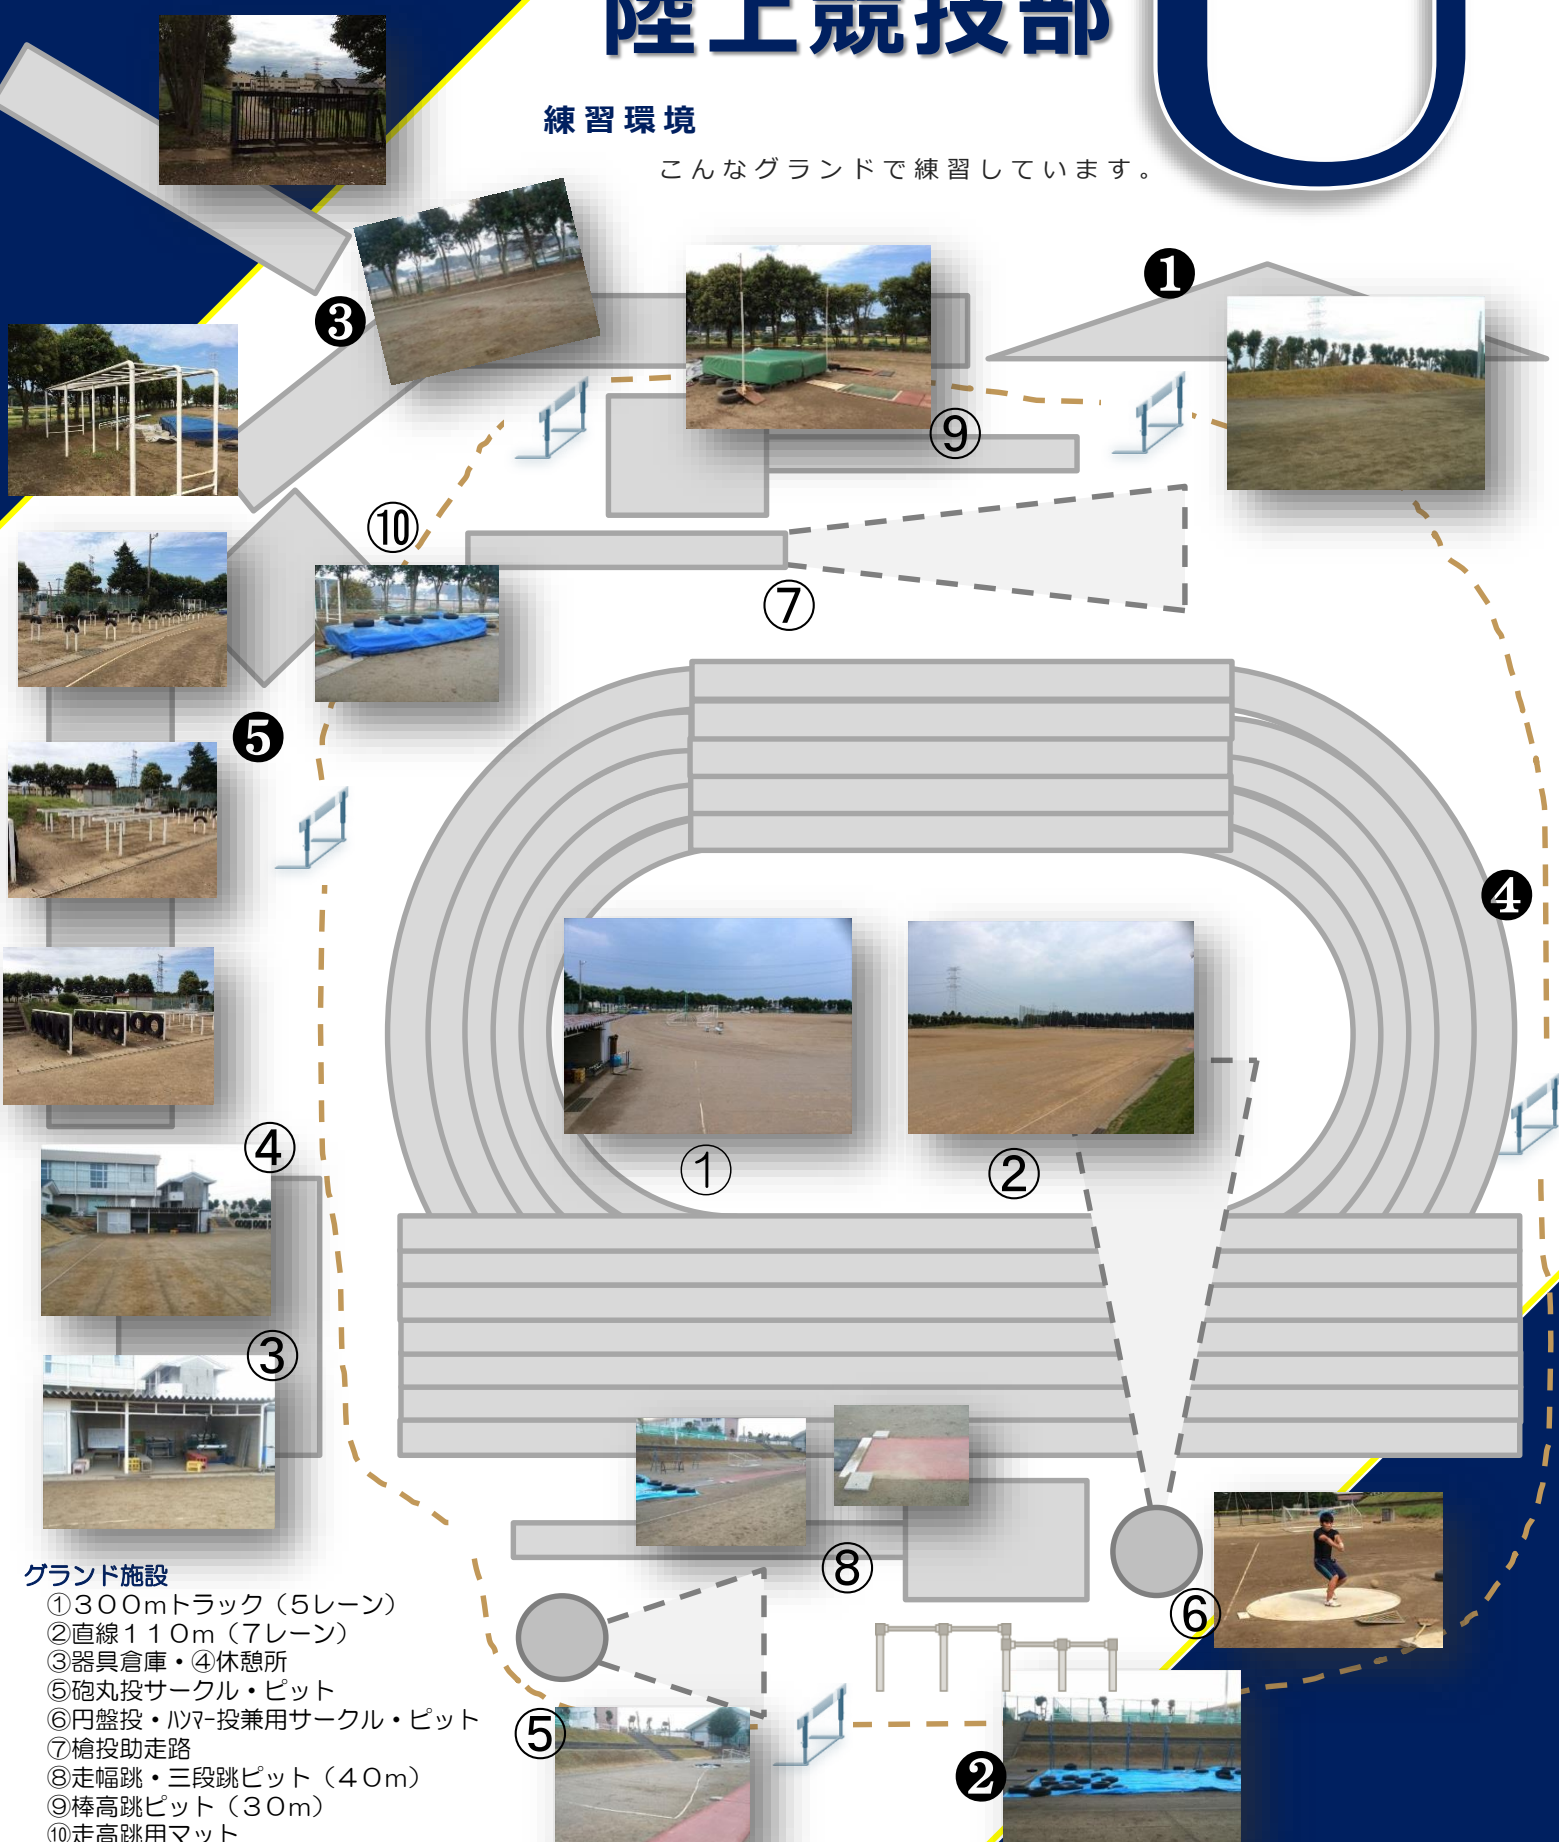 陸上競技部
U
練習環境
こんなグランドで練習しています。
❶
❸
⑨
⑩
⑦
❺
❹
①
②
④
③
⑧
⑥
⑤
❷
グランド施設
①300mトラック(5レーン)
②直線110m(7レーン)
③器具倉庫・④休憩所
⑤砲丸投サークル・ピット
⑥円盤投・ハンマー投兼用サークル・ピット
⑦槍投助走路
⑧走幅跳・三段跳ピット(40m)
⑨棒高跳ピット(30m)
⑩走高跳用マット